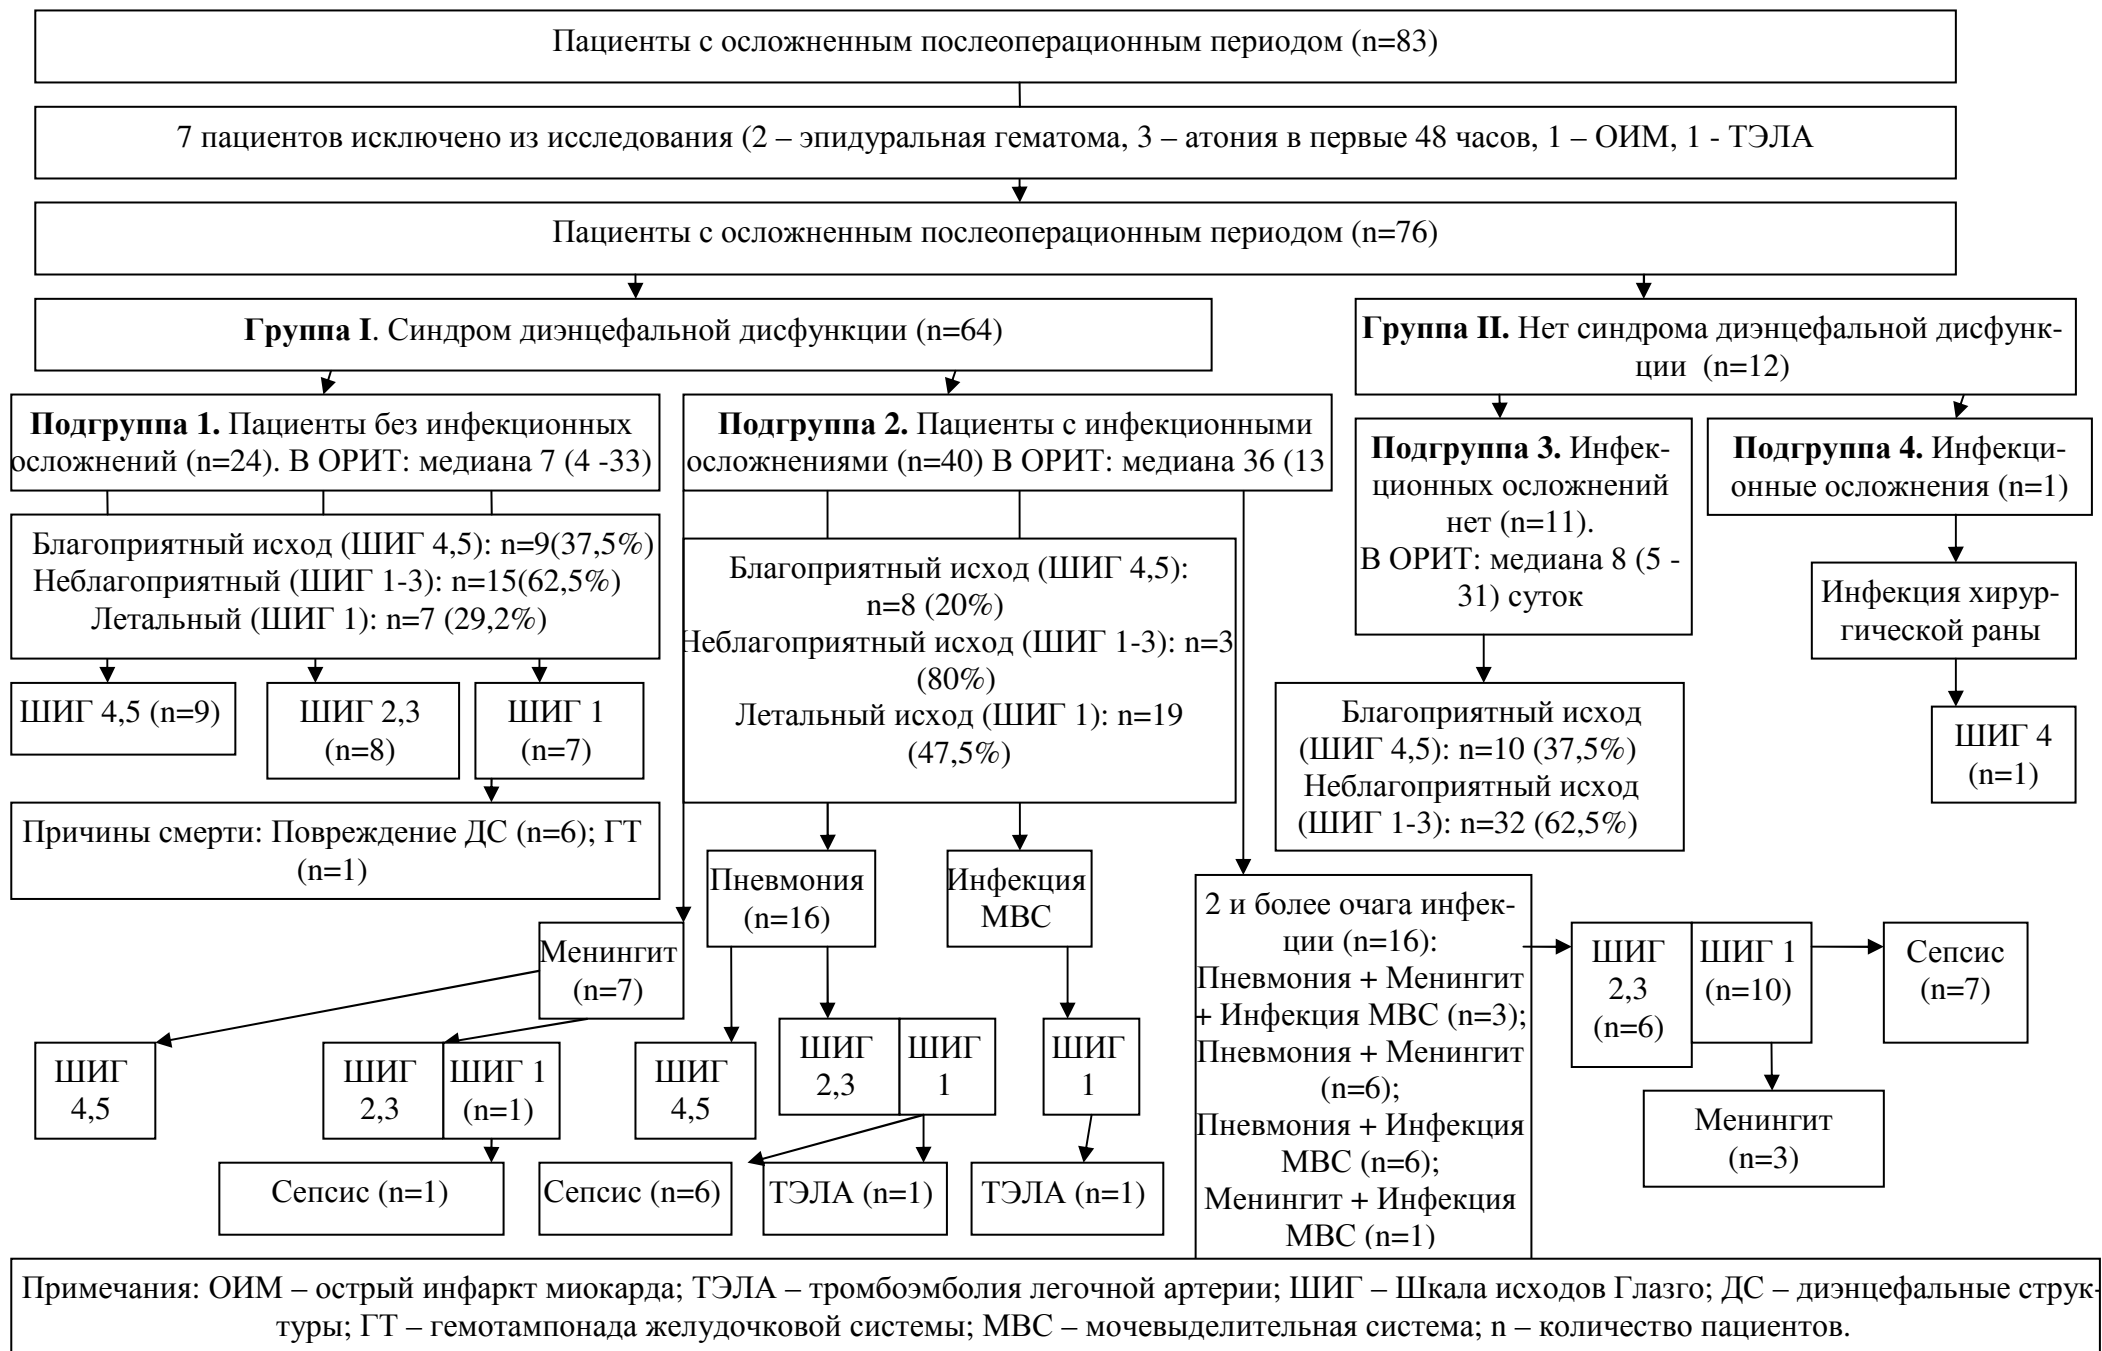 Пациенты с осложненным послеоперационным периодом (n=83)
7 пациентов исключено из исследования (2 – эпидуральная гематома, 3 – атония в первые 48 часов, 1 – ОИМ, 1 - ТЭЛА
Пациенты с осложненным послеоперационным периодом (n=76)
Группа I. Синдром диэнцефальной дисфункции (n=64)
Группа II. Нет синдрома диэнцефальной дисфунк-
ции (n=12)
Подгруппа 1. Пациенты без инфекционных
осложнений (n=24). В ОРИТ: медиана 7 (4 -33)
Подгруппа 2. Пациенты с инфекционными
осложнениями (n=40) В ОРИТ: медиана 36 (13
Подгруппа 3. Инфек-
ционных осложнений
нет (n=11).
В ОРИТ: медиана 8 (5 -
31) суток
Подгруппа 4. Инфекци-
онные осложнения (n=1)
Благоприятный исход (ШИГ 4,5): n=9(37,5%)
Неблагоприятный (ШИГ 1-3): n=15(62,5%)
Летальный (ШИГ 1): n=7 (29,2%)
Благоприятный исход (ШИГ 4,5):
n=8 (20%)
Неблагоприятный исход (ШИГ 1-3): n=3
(80%)
Летальный исход (ШИГ 1): n=19
(47,5%)
Инфекция хирур-
гической раны
ШИГ 4,5 (n=9)
ШИГ 2,3
(n=8)
ШИГ 1
(n=7)
Благоприятный исход
(ШИГ 4,5): n=10 (37,5%)
Неблагоприятный исход
(ШИГ 1-3): n=32 (62,5%)
ШИГ 4
(n=1)
Причины смерти: Повреждение ДС (n=6); ГТ
(n=1)
Менингит
(n=7)
Пневмония
(n=16)
Инфекция
МВС
2 и более очага инфек-
ции (n=16):
Пневмония + Менингит
+ Инфекция МВС (n=3);
Пневмония + Менингит
(n=6);
Пневмония + Инфекция
МВС (n=6);
Менингит + Инфекция
МВС (n=1)
ШИГ
2,3
(n=6)
ШИГ 1
(n=10)
Сепсис
(n=7)
Менингит
(n=3)
ШИГ
4,5
ШИГ
2,3
ШИГ 1
(n=1)
ШИГ
4,5
ШИГ
2,3
ШИГ
1
ШИГ
1
Сепсис (n=1)
Сепсис (n=6)
ТЭЛА (n=1)
ТЭЛА (n=1)
Примечания: ОИМ – острый инфаркт миокарда; ТЭЛА – тромбоэмболия легочной артерии; ШИГ – Шкала исходов Глазго; ДС – диэнцефальные струк-
туры; ГТ – гемотампонада желудочковой системы; МВС – мочевыделительная система; n – количество пациентов.